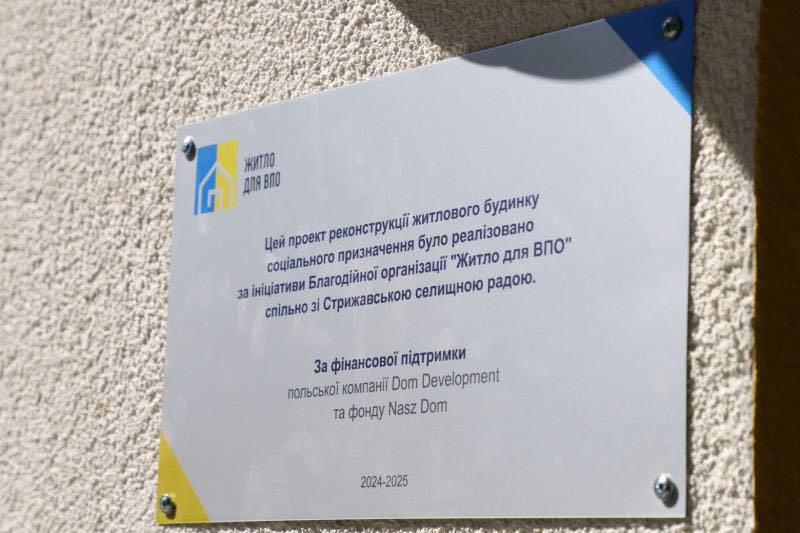 ЖИТЛО
ДЛЯ ВПО
Цей проект реконструкції житлового будинку
соціального призначення було реалізовано
за ініціативи Благодійної організації "Житло для ВПО"
спільно зі Стрижавською селищною радою.
За фінансової підтримки
польської компанії Dom Development
та фонду Nasz Dom
2024-2025